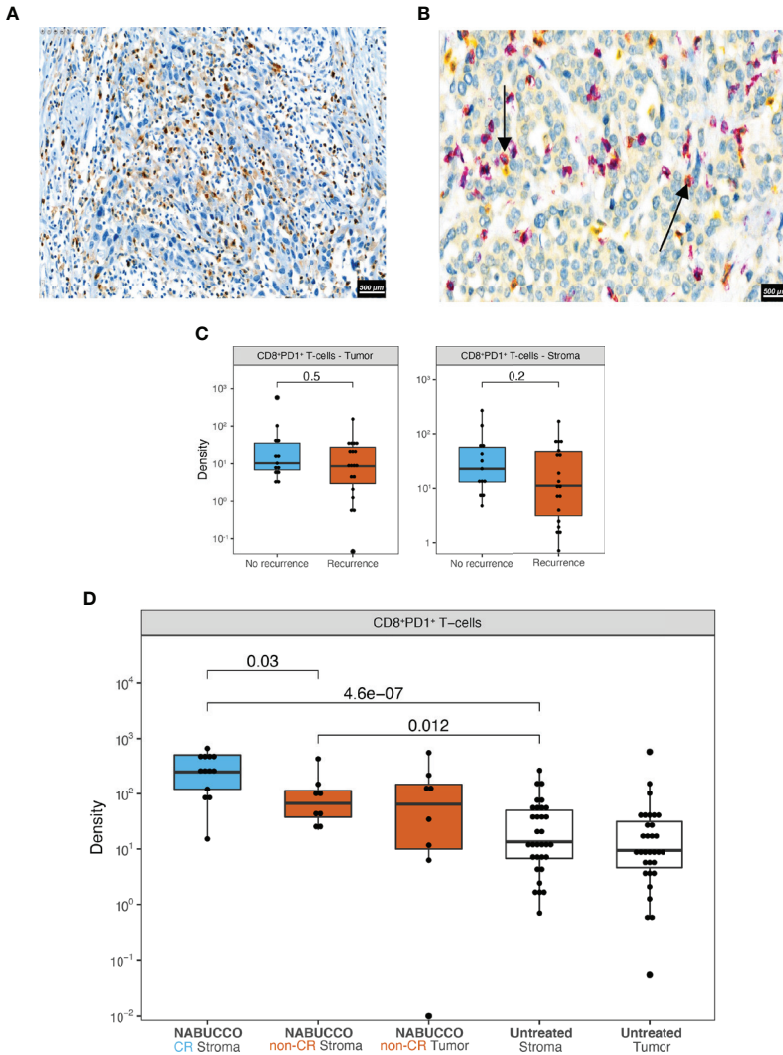 A
B
500 µm
500 µm
C
CD8⁺PD1⁺ T-cells - Tumor
CD8⁺PD1⁺ T-cells - Stroma
0.5
0.2
Density
10³
10²
10¹
10⁰
10⁻¹
10³
10²
10¹
1
No recurrence
Recurrence
No recurrence
Recurrence
D
CD8⁺PD1⁺ T-cells
0.03
4.6e-07
0.012
Density
10⁴
10³
10²
10¹
10⁰
10⁻¹
10⁻²
NABUCCO
CR Stroma
NABUCCO
non-CR Stroma
NABUCCO
non-CR Tumor
Untreated
Stroma
Untreated
Tumor